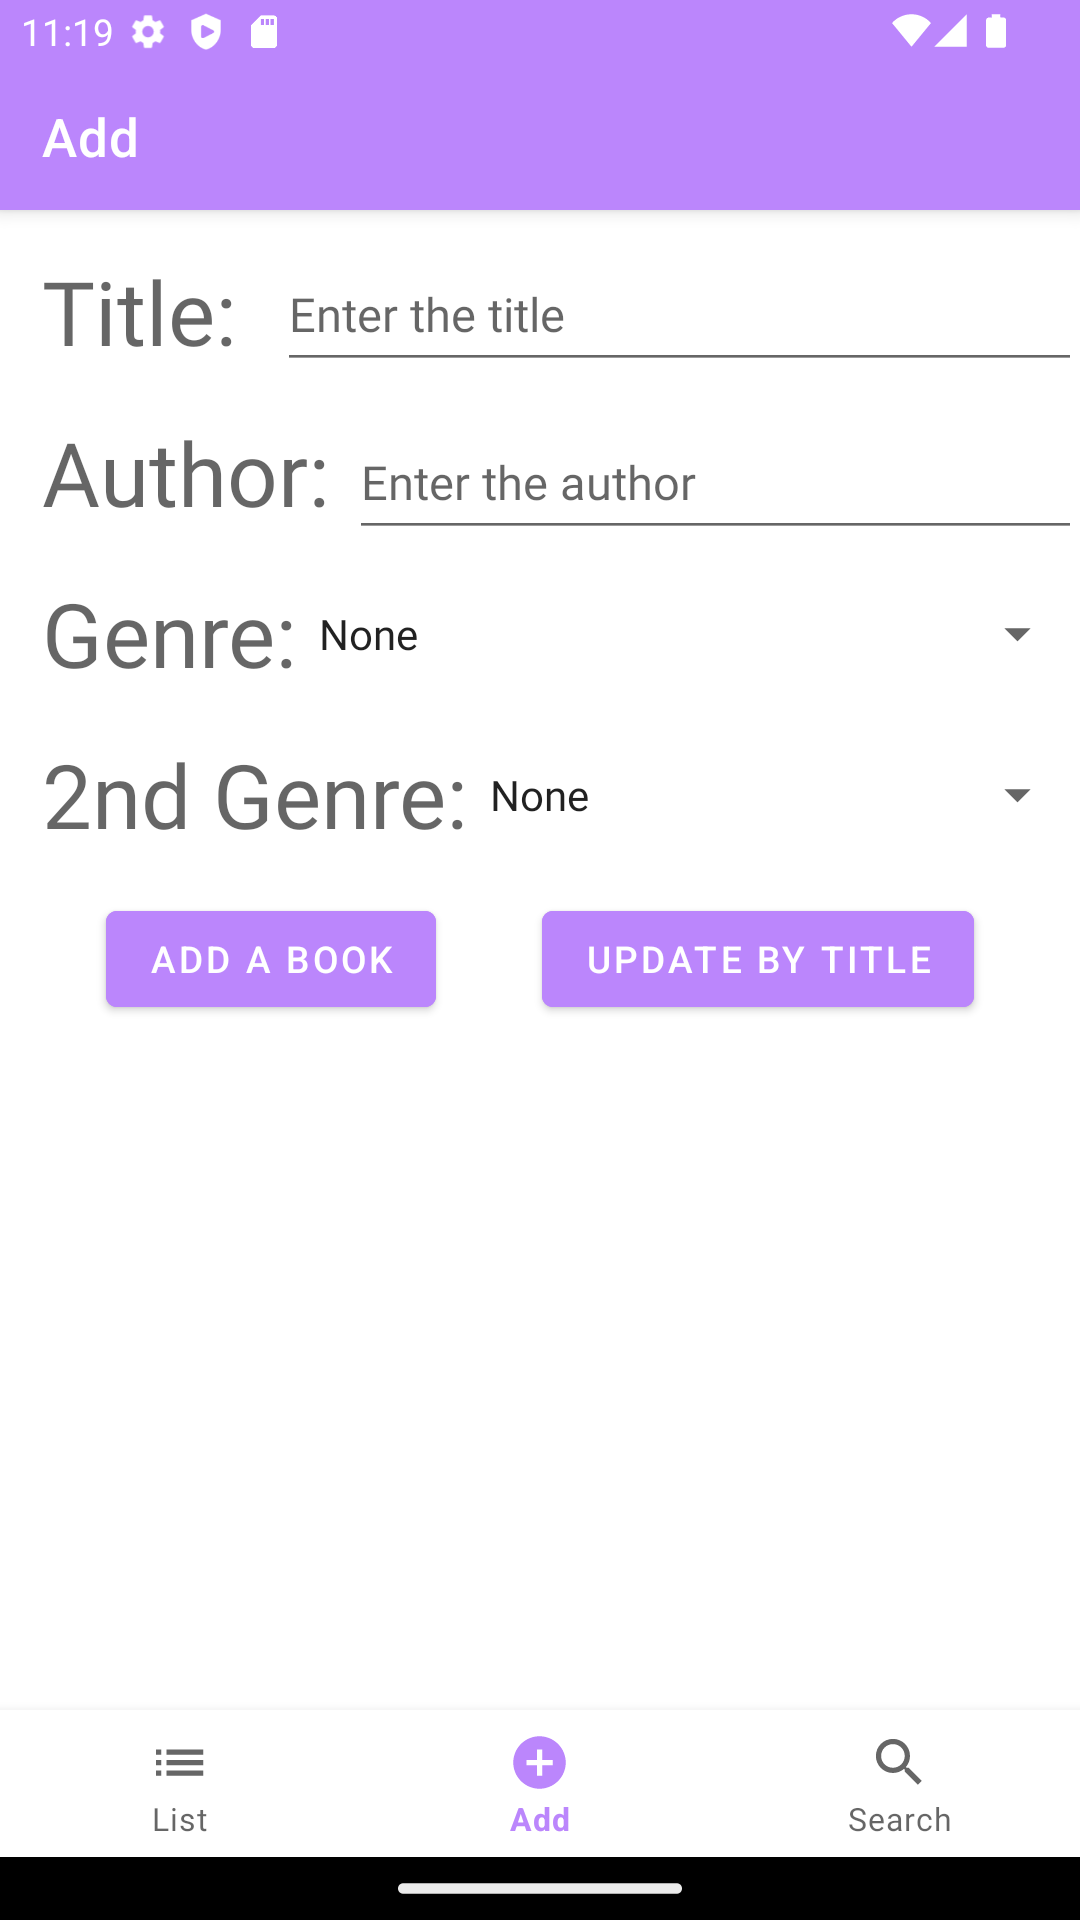 11:19
Add
Title: Enter the title
Author: Enter the author
Genre: None
2nd Genre: None
ADD A BOOK UPDATE BY TITLE
List Add Search